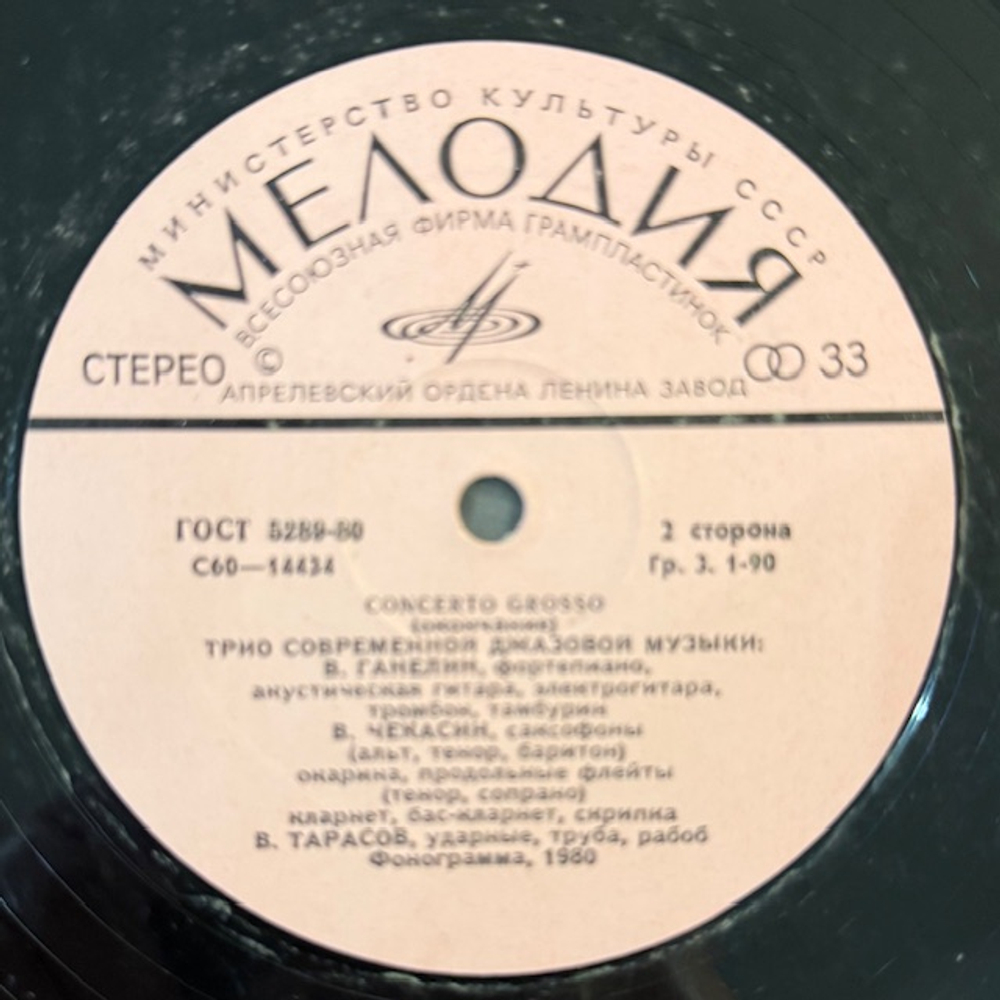 МИНИСТЕРСТВО КУЛЬТУРЫ СССР
МЕЛОДИЯ
ВСЕСОЮЗНАЯ ФИРМА ГРАМПЛАСТИНОК
СТЕРЕО © 33
АПРЕЛЕВСКИЙ ОРДЕНА ЛЕНИНА ЗАВОД
ГОСТ 5289-80 2 сторона
С60—14434 Гр. 3. 1-90
CONCERTO GROSSO
(окончание)
ТРИО СОВРЕМЕННОЙ ДЖАЗОВОЙ МУЗЫКИ:
В. ГАНЕЛИН, фортепиано,
акустическая гитара, электрогитара,
тромбон, тамбурин
В. ЧЕКАСИН, саксофоны
(альт, тенор, баритон)
окарина, продольные флейты
(тенор, сопрано)
кларнет, бас-кларнет, скрипка
В. ТАРАСОВ, ударные, труба, рабоб
Фонограмма, 1980